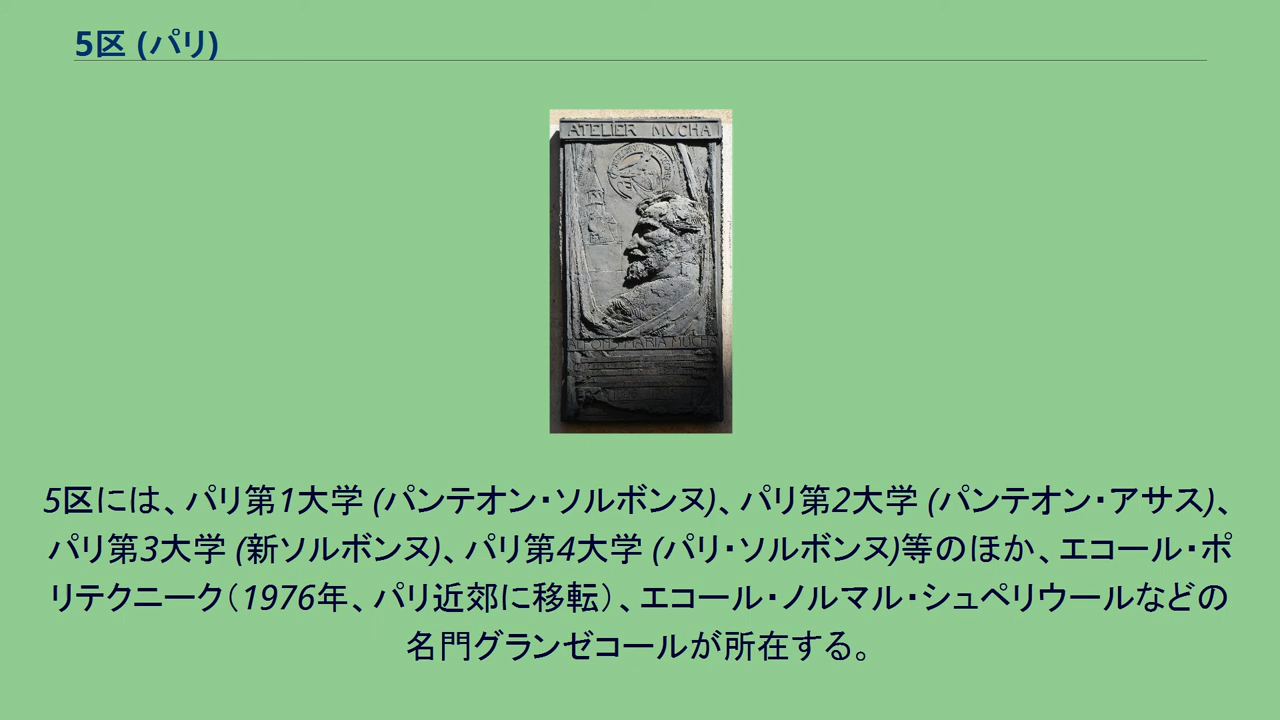 5区 (パリ)
ATELIER MUCHA
ALFONS MARIA MUCHA
5区には、パリ第1大学 (パンテオン・ソルボンヌ)、パリ第2大学 (パンテオン・アサス)、
パリ第3大学 (新ソルボンヌ)、パリ第4大学 (パリ・ソルボンヌ)等のほか、エコール・ポ
リテクニーク（1976年、パリ近郊に移転）、エコール・ノルマル・シュペリウールなどの
名門グランゼコールが所在する。